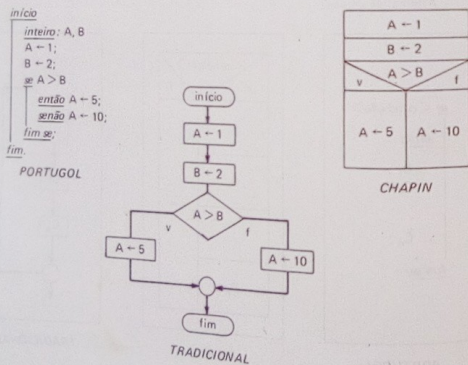 início
inteiro: A, B
A ← 1;
B ← 2;
se A > B
então A ← 5;
senão A ← 10;
fim se;
fim.
PORTUGOL
início
A ← 1
B ← 2
A > B
v
f
A ← 5
A ← 10
fim
TRADICIONAL
A ← 1
B ← 2
A > B
v
f
A ← 5
A ← 10
CHAPIN